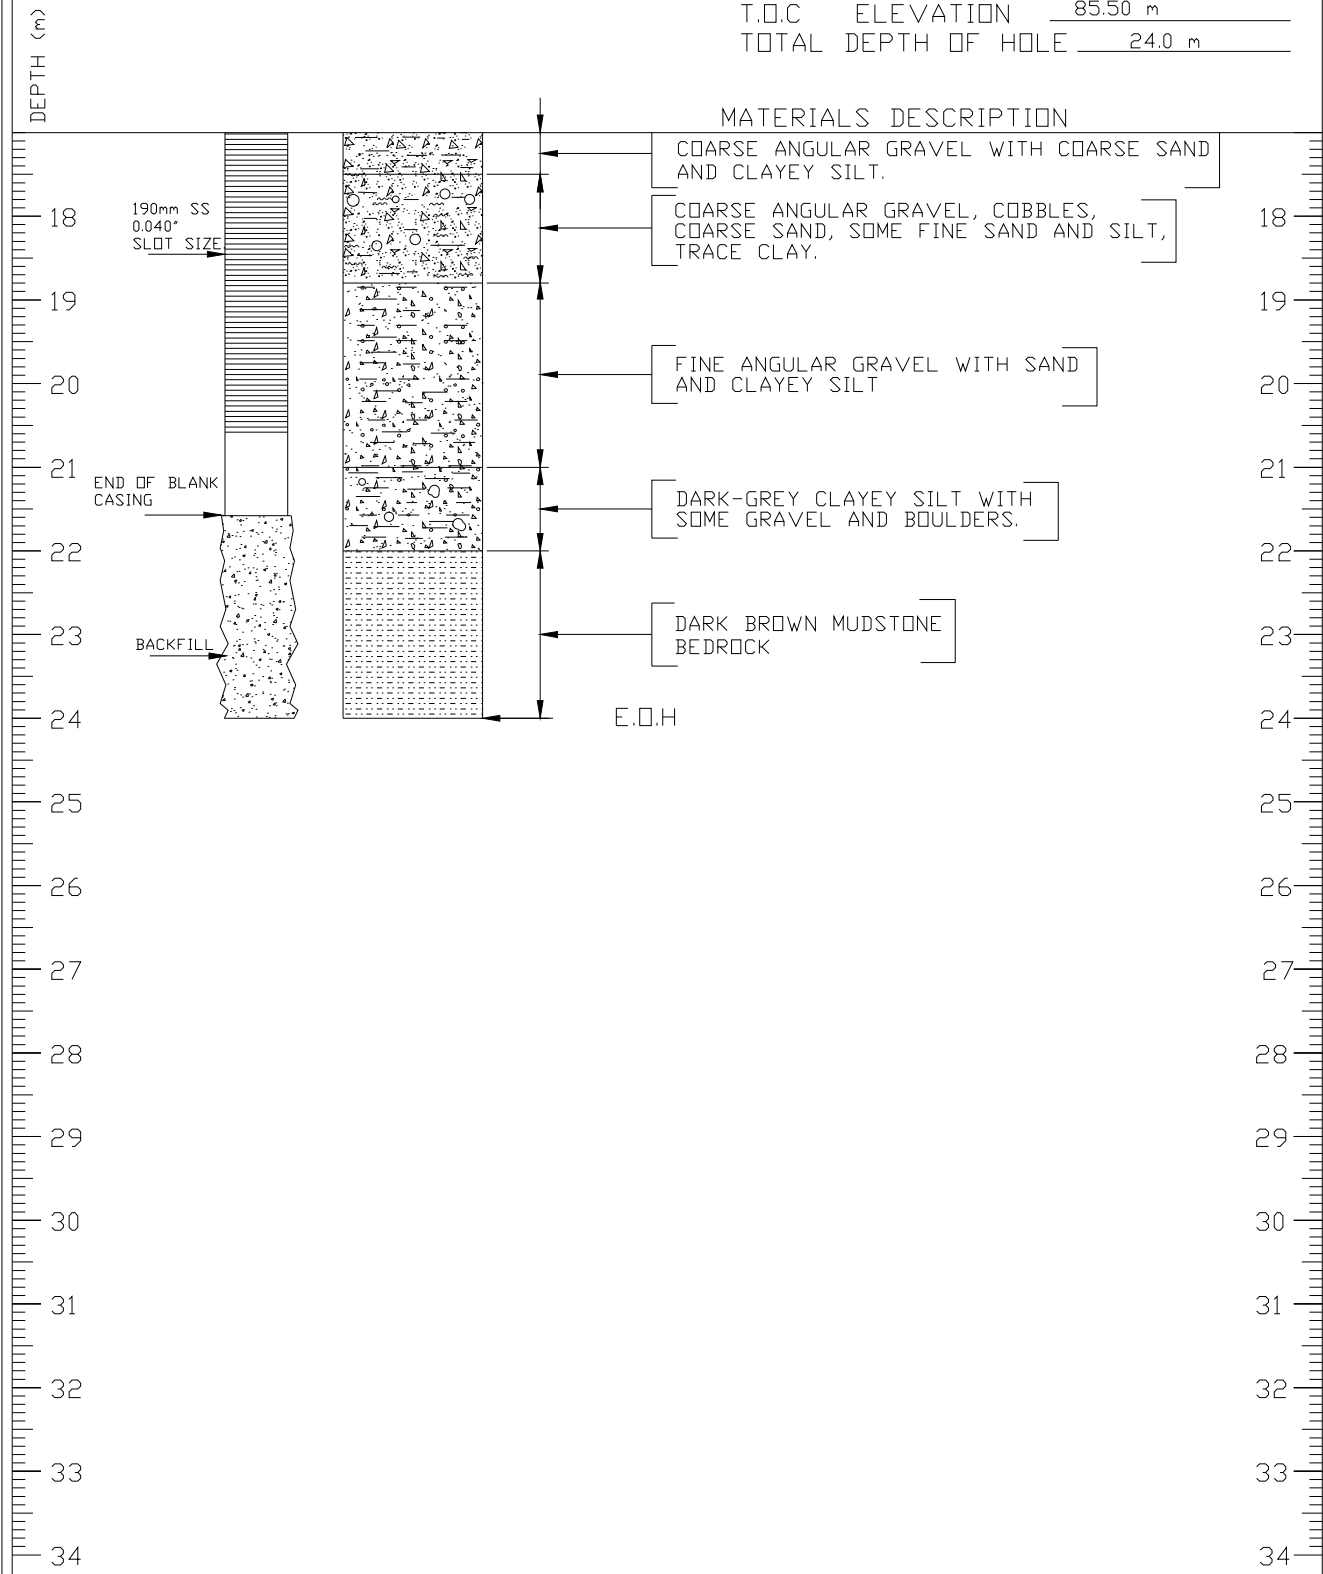 T.O.C ELEVATION 85.50 m
TOTAL DEPTH OF HOLE 24.0 m
DEPTH (m)
MATERIALS DESCRIPTION
COARSE ANGULAR GRAVEL WITH COARSE SAND
AND CLAYEY SILT.
190mm SS
0.040"
SLOT SIZE
COARSE ANGULAR GRAVEL, COBBLES,
COARSE SAND, SOME FINE SAND AND SILT,
TRACE CLAY.
18 18
19 19
FINE ANGULAR GRAVEL WITH SAND
AND CLAYEY SILT
20 20
21 21
END OF BLANK
CASING
DARK-GREY CLAYEY SILT WITH
SOME GRAVEL AND BOULDERS.
22 22
DARK BROWN MUDSTONE
BEDROCK
23 23
BACKFILL
E.O.H
24 24
25 25
26 26
27 27
28 28
29 29
30 30
31 31
32 32
33 33
34 34